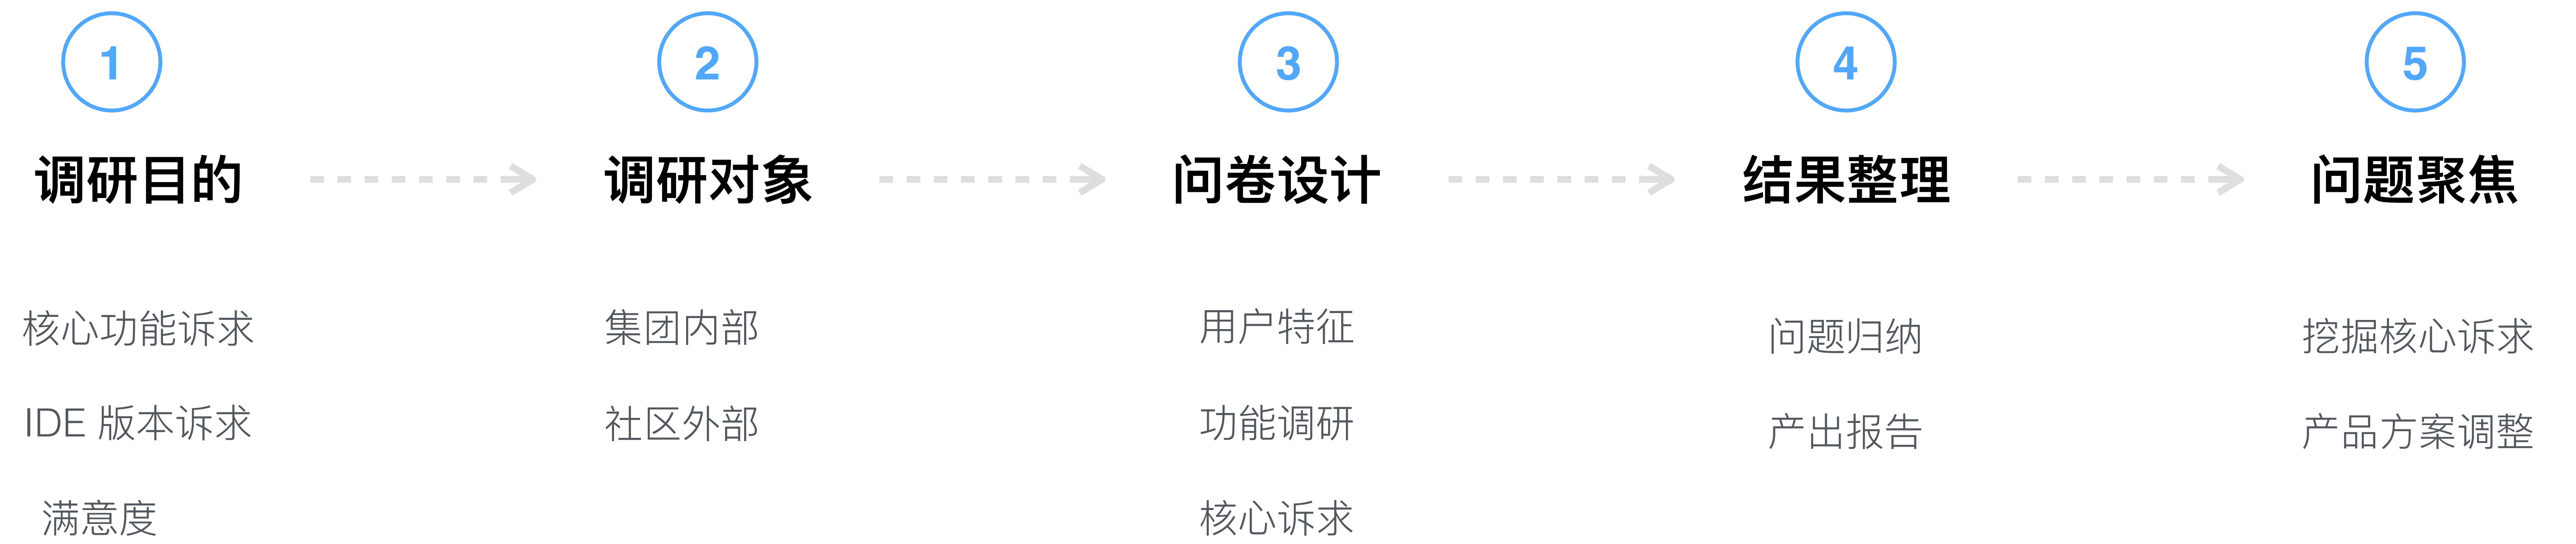 1
调研目的
核心功能诉求
IDE 版本诉求
满意度
2
调研对象
集团内部
社区外部
3
问卷设计
用户特征
功能调研
核心诉求
4
结果整理
问题归纳
产出报告
5
问题聚焦
挖掘核心诉求
产品方案调整